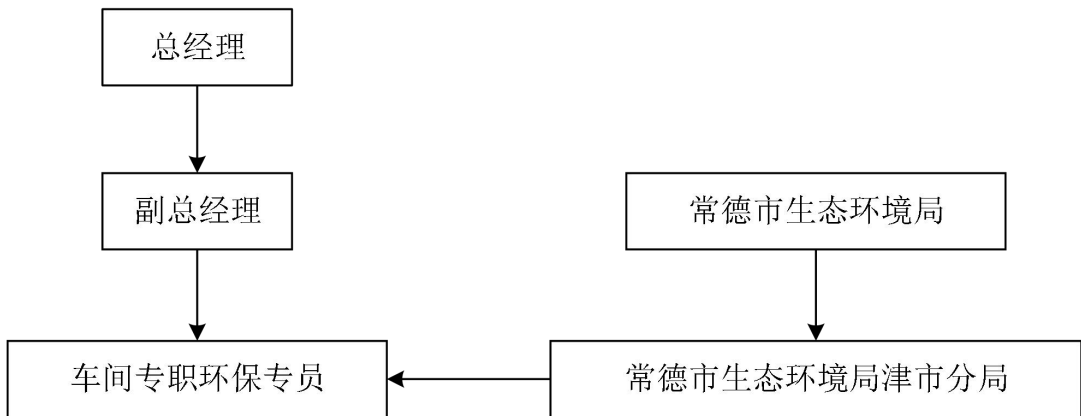 总经理
副总经理
常德市生态环境局
车间专职环保专员
常德市生态环境局津市分局